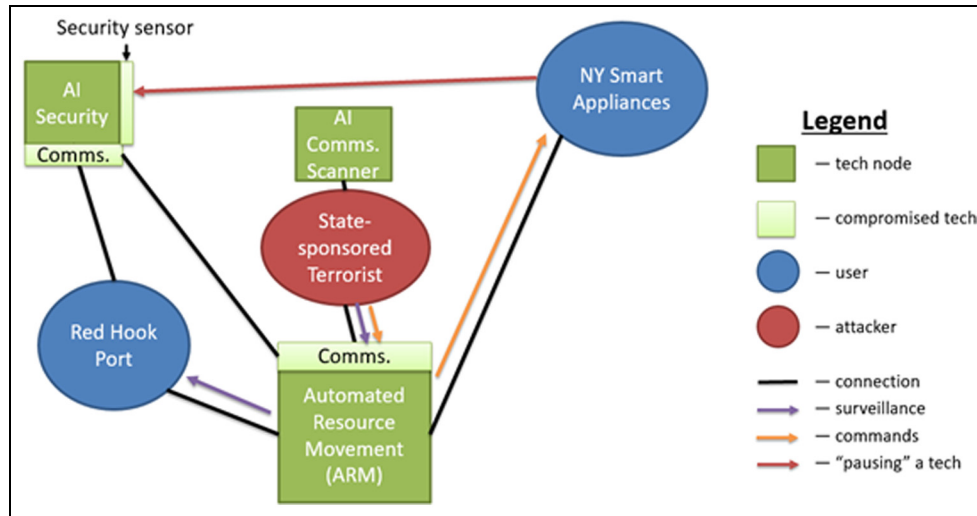 Security sensor
AI
Security
Comms.
NY Smart
Appliances
AI
Comms.
Scanner
State-
sponsored
Terrorist
Red Hook
Port
Comms.
Automated
Resource
Movement
(ARM)
Legend
— tech node
— compromised tech
— user
— attacker
— connection
— surveillance
— commands
— “pausing” a tech